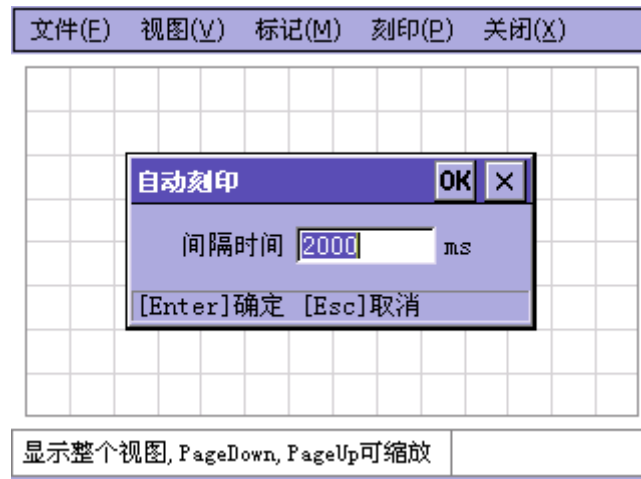 文件(F) 视图(V) 标记(M) 刻印(P) 关闭(X)
自动刻印 OK ×
间隔时间 2000 ms
[Enter]确定 [Esc]取消
显示整个视图, PageDown, PageUp可缩放